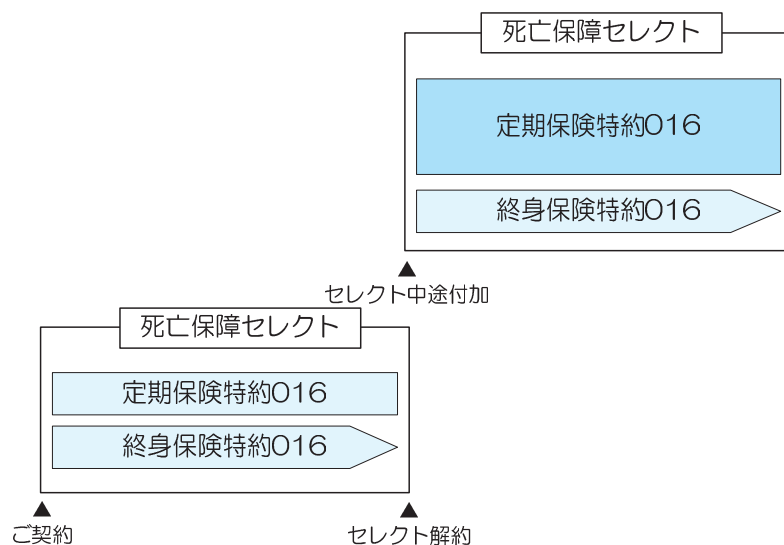 死亡保障セレクト
定期保険特約016
終身保険特約016
▲
セレクト中途付加
死亡保障セレクト
定期保険特約016
終身保険特約016
▲
ご契約
▲
セレクト解約